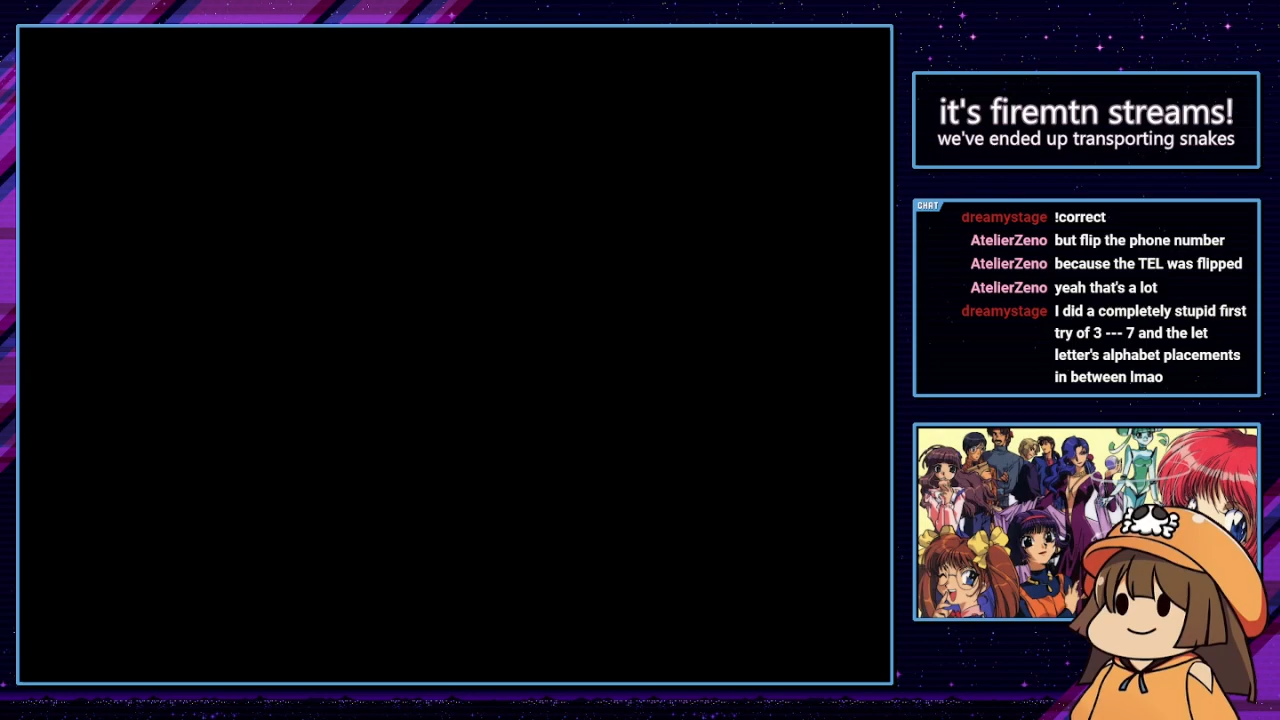 it's firemtn streams!
we've ended up transporting snakes
CHAT
dreamystage !correct
AtelierZeno but flip the phone number
AtelierZeno because the TEL was flipped
AtelierZeno yeah that's a lot
dreamystage I did a completely stupid first
try of 3 --- 7 and the let
letter's alphabet placements
in between lmao